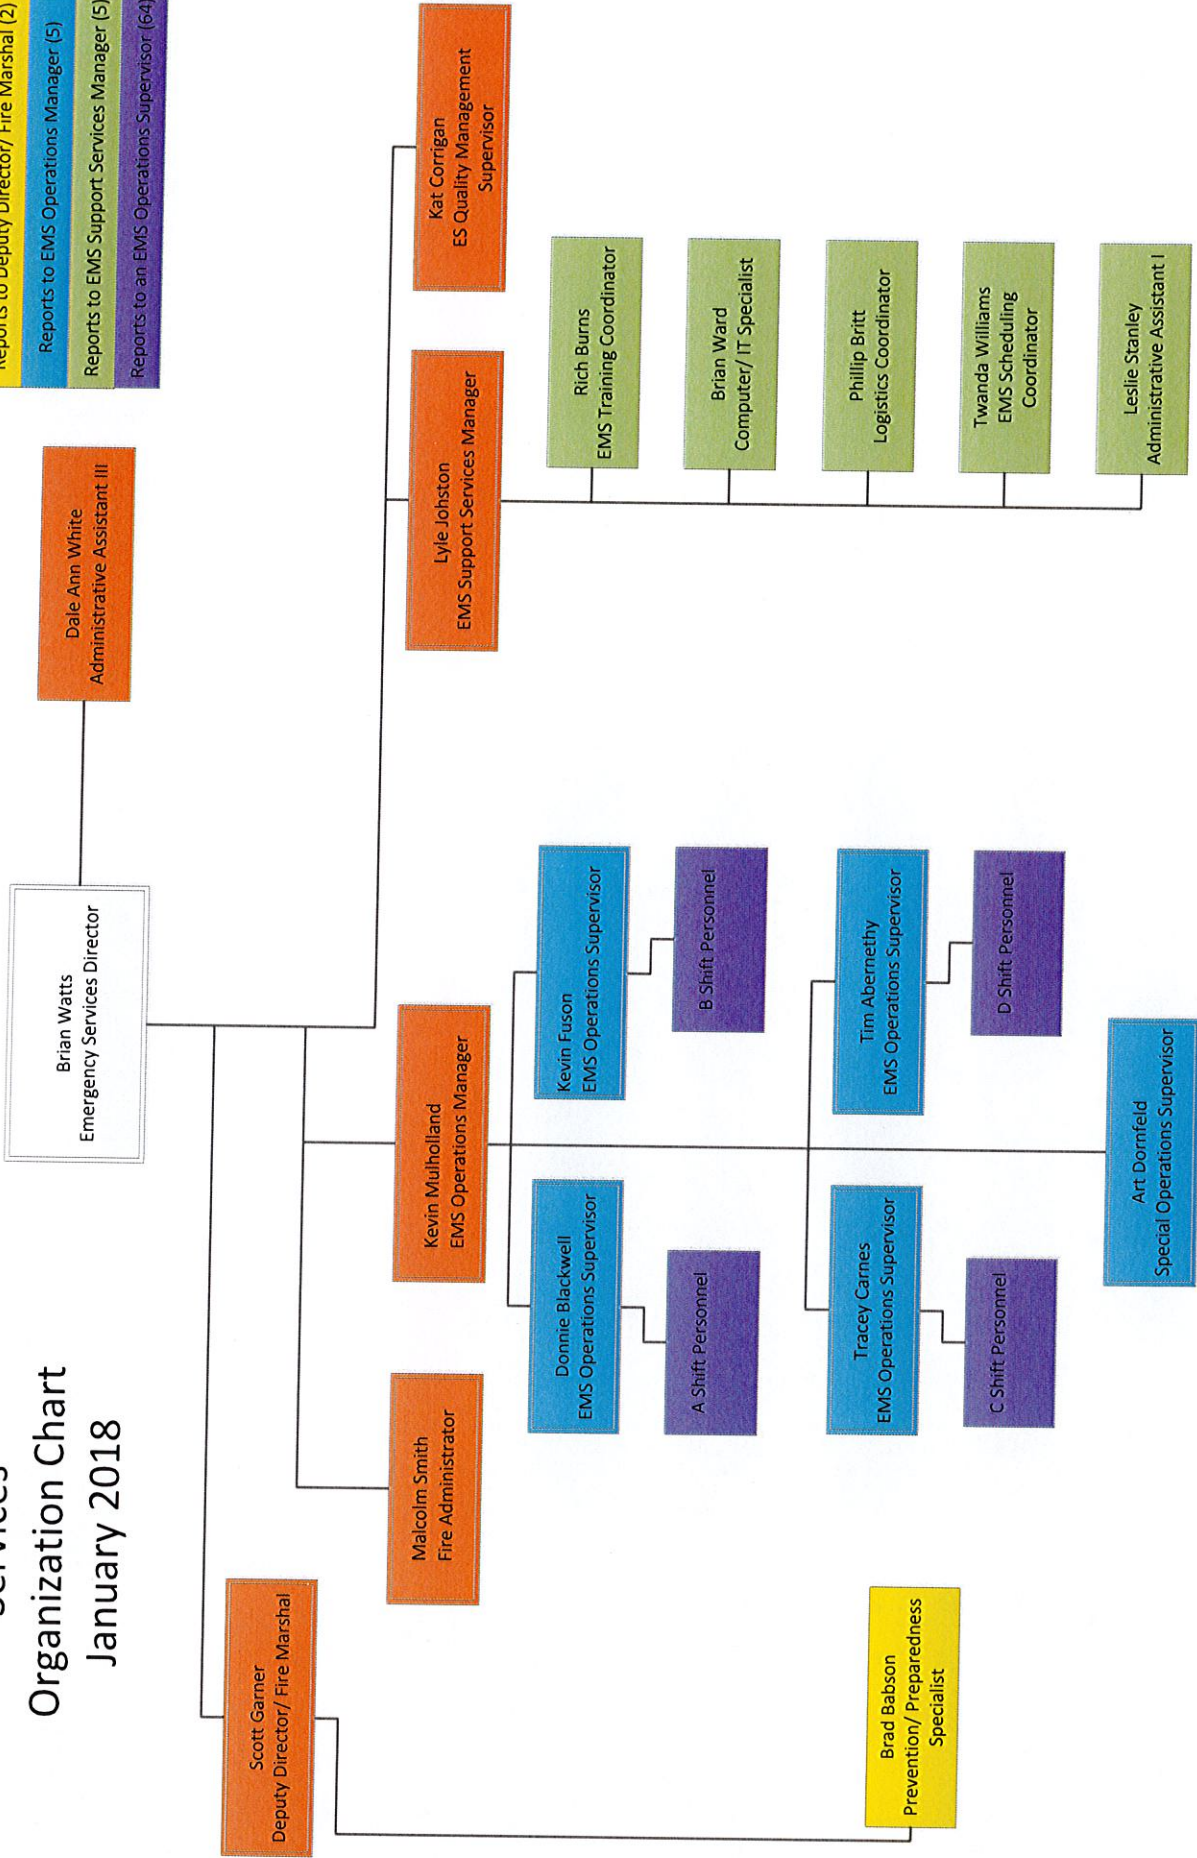 Organization Chart
January 2018
Reports to Deputy Director/ Fire Marshal (2)
Reports to EMS Operations Manager (5)
Reports to EMS Support Services Manager (5)
Reports to an EMS Operations Supervisor (64)
Brian Watts
Emergency Services Director
Dale Ann White
Administrative Assistant III
Scott Garner
Deputy Director/ Fire Marshal
Malcolm Smith
Fire Administrator
Kevin Mulholland
EMS Operations Manager
Lyle Johston
EMS Support Services Manager
Kat Corrigan
ES Quality Management
Supervisor
Donnie Blackwell
EMS Operations Supervisor
Kevin Fuson
EMS Operations Supervisor
A Shift Personnel
B Shift Personnel
Tracey Carnes
EMS Operations Supervisor
Tim Abernethy
EMS Operations Supervisor
C Shift Personnel
D Shift Personnel
Art Dornfeld
Special Operations Supervisor
Rich Burns
EMS Training Coordinator
Brian Ward
Computer/ IT Specialist
Phillip Britt
Logistics Coordinator
Twanda Williams
EMS Scheduling
Coordinator
Leslie Stanley
Administrative Assistant I
Brad Babson
Prevention/ Preparedness
Specialist